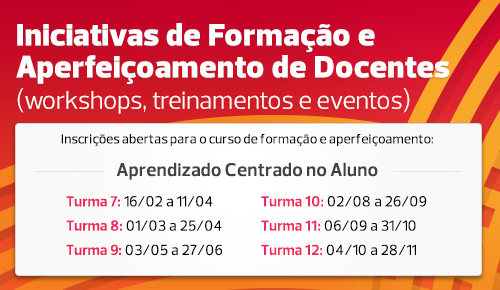 Iniciativas de Formação e
Aperfeiçoamento de Docentes
(workshops, treinamentos e eventos)
Inscrições abertas para o curso de formação e aperfeiçoamento:
Aprendizado Centrado no Aluno
Turma 7: 16/02 a 11/04
Turma 8: 01/03 a 25/04
Turma 9: 03/05 a 27/06
Turma 10: 02/08 a 26/09
Turma 11: 06/09 a 31/10
Turma 12: 04/10 a 28/11